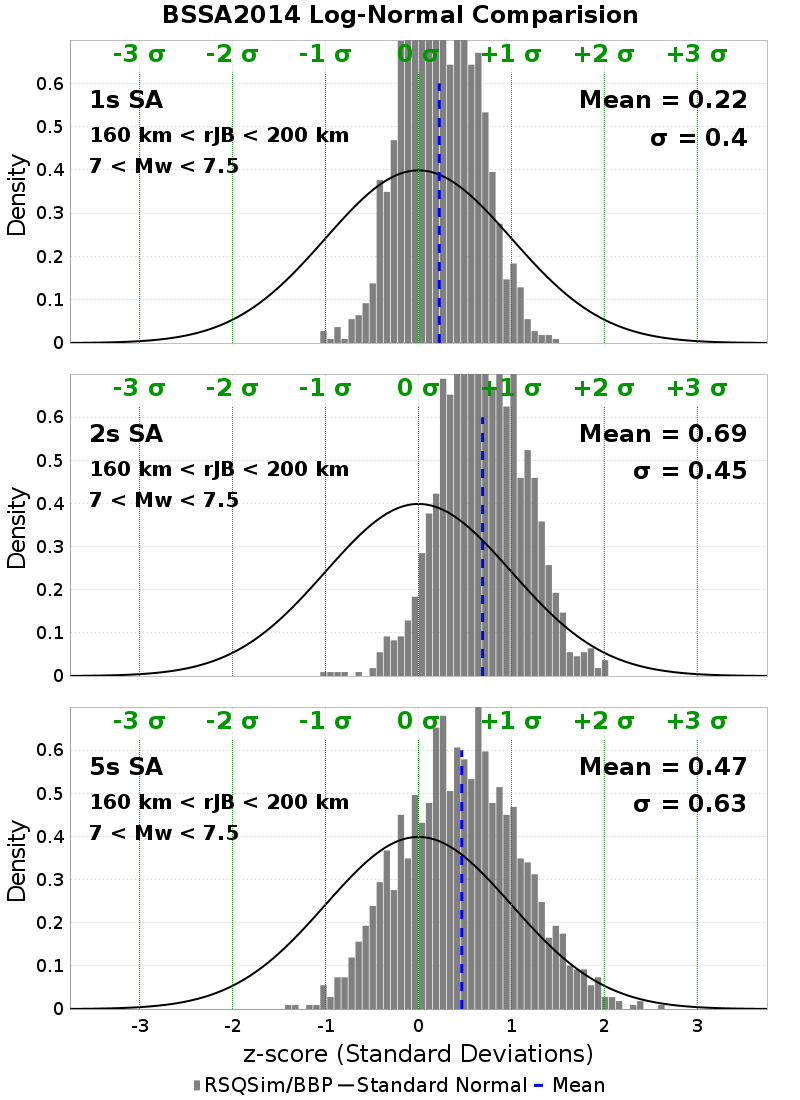 BSSA2014 Log-Normal Comparision
-3 σ -2 σ -1 σ 0 σ +1 σ +2 σ +3 σ
1s SA
Mean = 0.22
160 km < rJB < 200 km
σ = 0.4
7 < Mw < 7.5
Density
0.6
0.5
0.4
0.3
0.2
0.1
0
-3 σ -2 σ -1 σ 0 σ +1 σ +2 σ +3 σ
2s SA
Mean = 0.69
160 km < rJB < 200 km
σ = 0.45
7 < Mw < 7.5
Density
0.6
0.5
0.4
0.3
0.2
0.1
0
-3 σ -2 σ -1 σ 0 σ +1 σ +2 σ +3 σ
5s SA
Mean = 0.47
160 km < rJB < 200 km
σ = 0.63
7 < Mw < 7.5
Density
0.6
0.5
0.4
0.3
0.2
0.1
0
-3 -2 -1 0 1 2 3
z-score (Standard Deviations)
RSQSim/BBP Standard Normal Mean